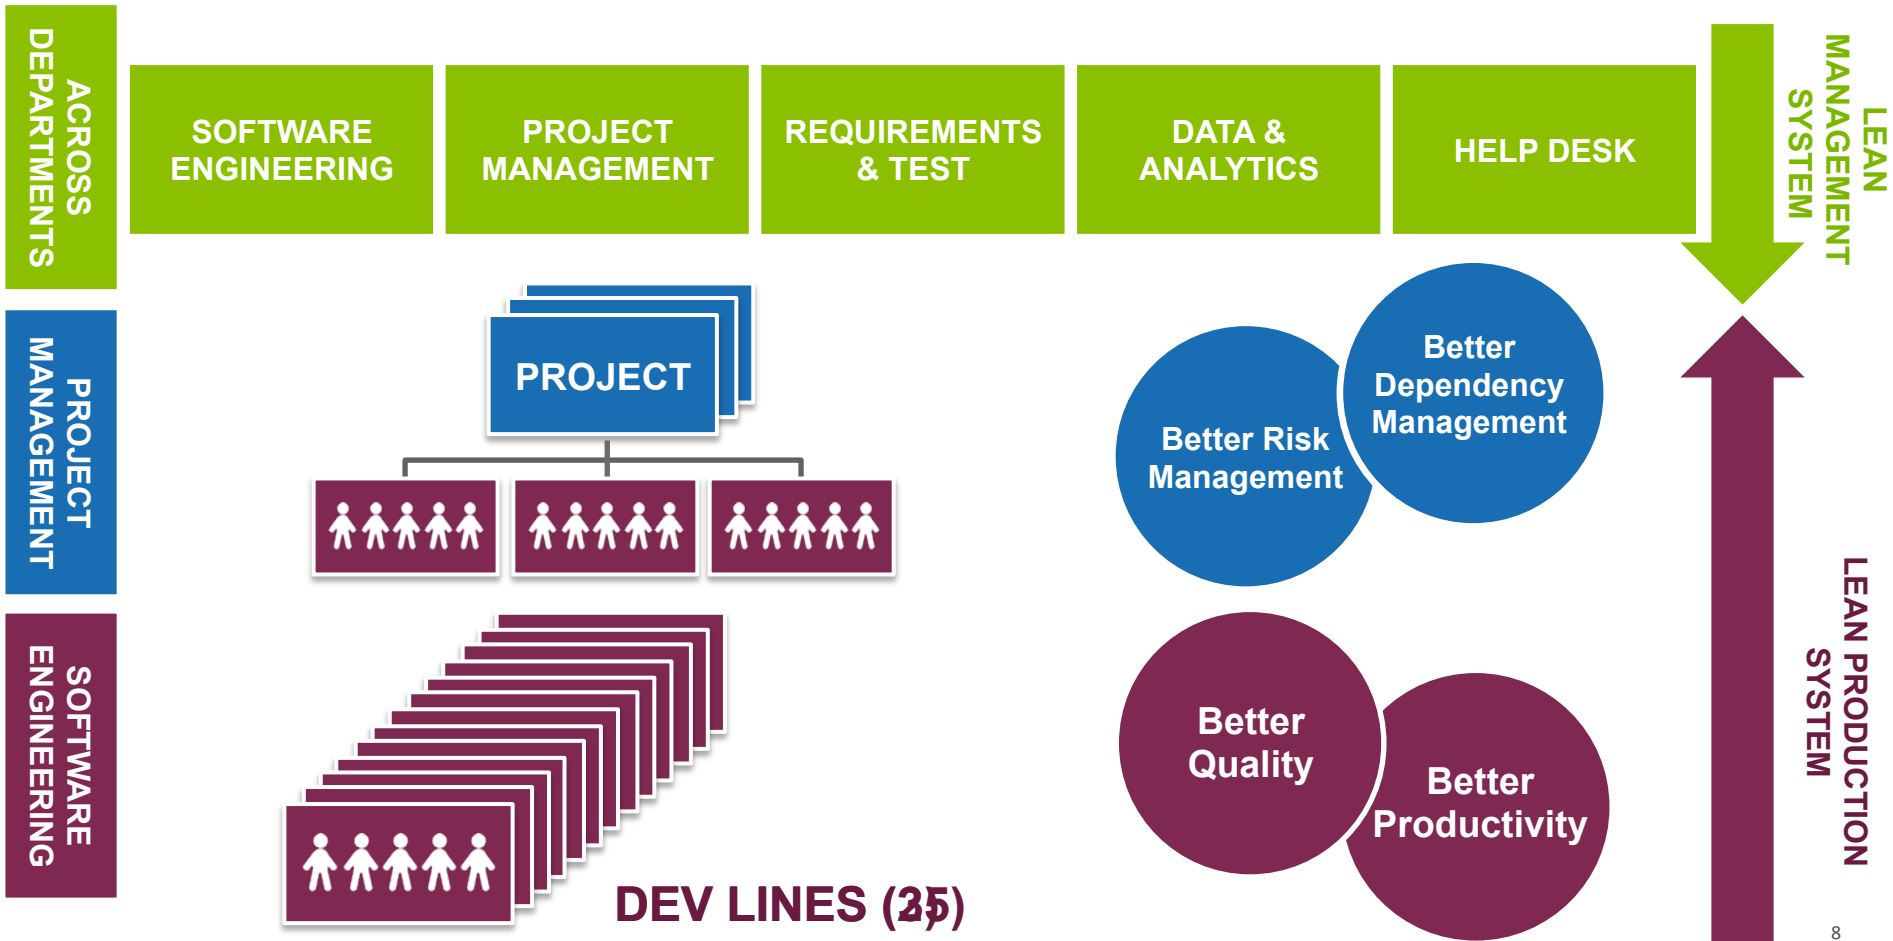 ACROSS
DEPARTMENTS
SOFTWARE
ENGINEERING
PROJECT
MANAGEMENT
REQUIREMENTS
& TEST
DATA &
ANALYTICS
HELP DESK
LEAN
MANAGEMENT
SYSTEM
PROJECT
MANAGEMENT
PROJECT
Better Risk
Management
Better
Dependency
Management
SOFTWARE
ENGINEERING
DEV LINES
Better
Quality
Better
Productivity
LEAN PRODUCTION
SYSTEM
8